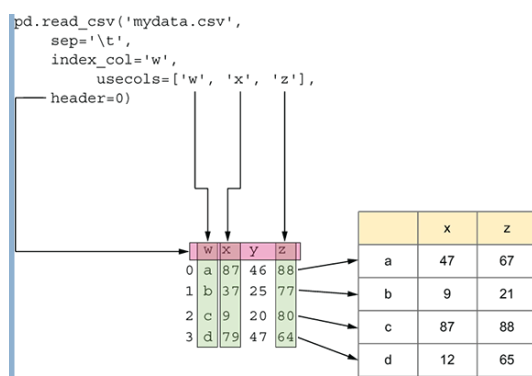 pd.read_csv('mydata.csv',
sep='\t',
index_col='w',
usecols=['w', 'x', 'z'],
header=0)
w x y z
0 a 87 46 88
1 b 37 25 77
2 c 9 20 80
3 d 79 47 64
x z
a 47 67
b 9 21
c 87 88
d 12 65